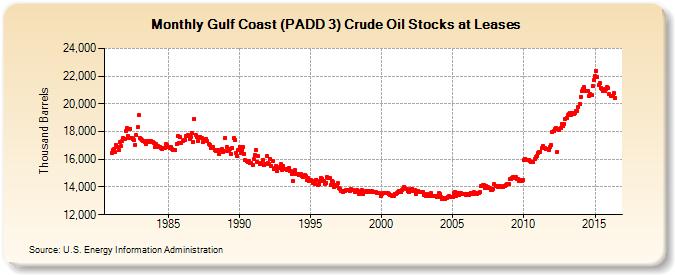 Monthly Gulf Coast (PADD 3) Crude Oil Stocks at Leases
Thousand Barrels
24,000
22,000
20,000
18,000
16,000
14,000
12,000
1985 1990 1995 2000 2005 2010 2015
Source: U.S. Energy Information Administration